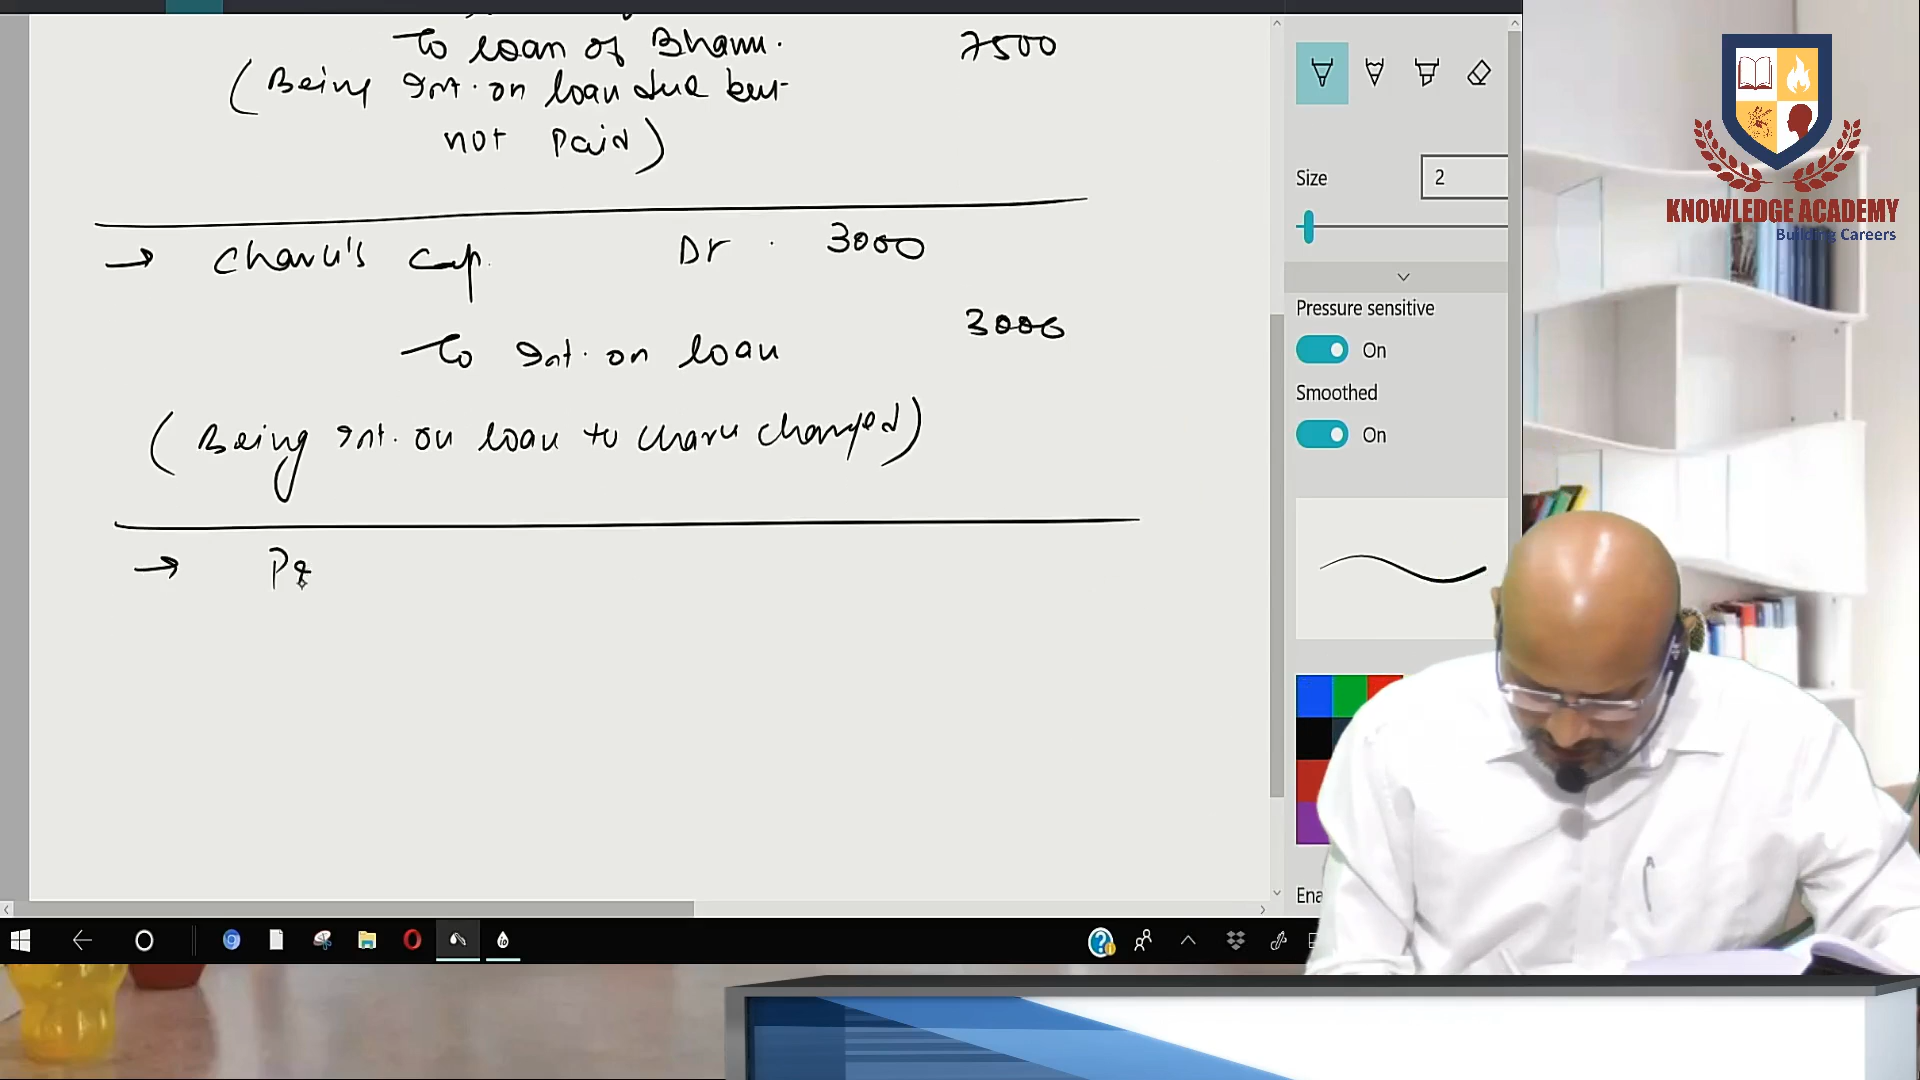 To loan of Bhanu. 7500
(Being Int. on loan due but
not paid)
→ Charu's Cap. Dr. 3000
To Int. on loan 3000
(Being Int. on loan to Charu charged)
→ P&
Size 2
Pressure sensitive
On
Smoothed
On
Ena
KNOWLEDGE ACADEMY
Building Careers